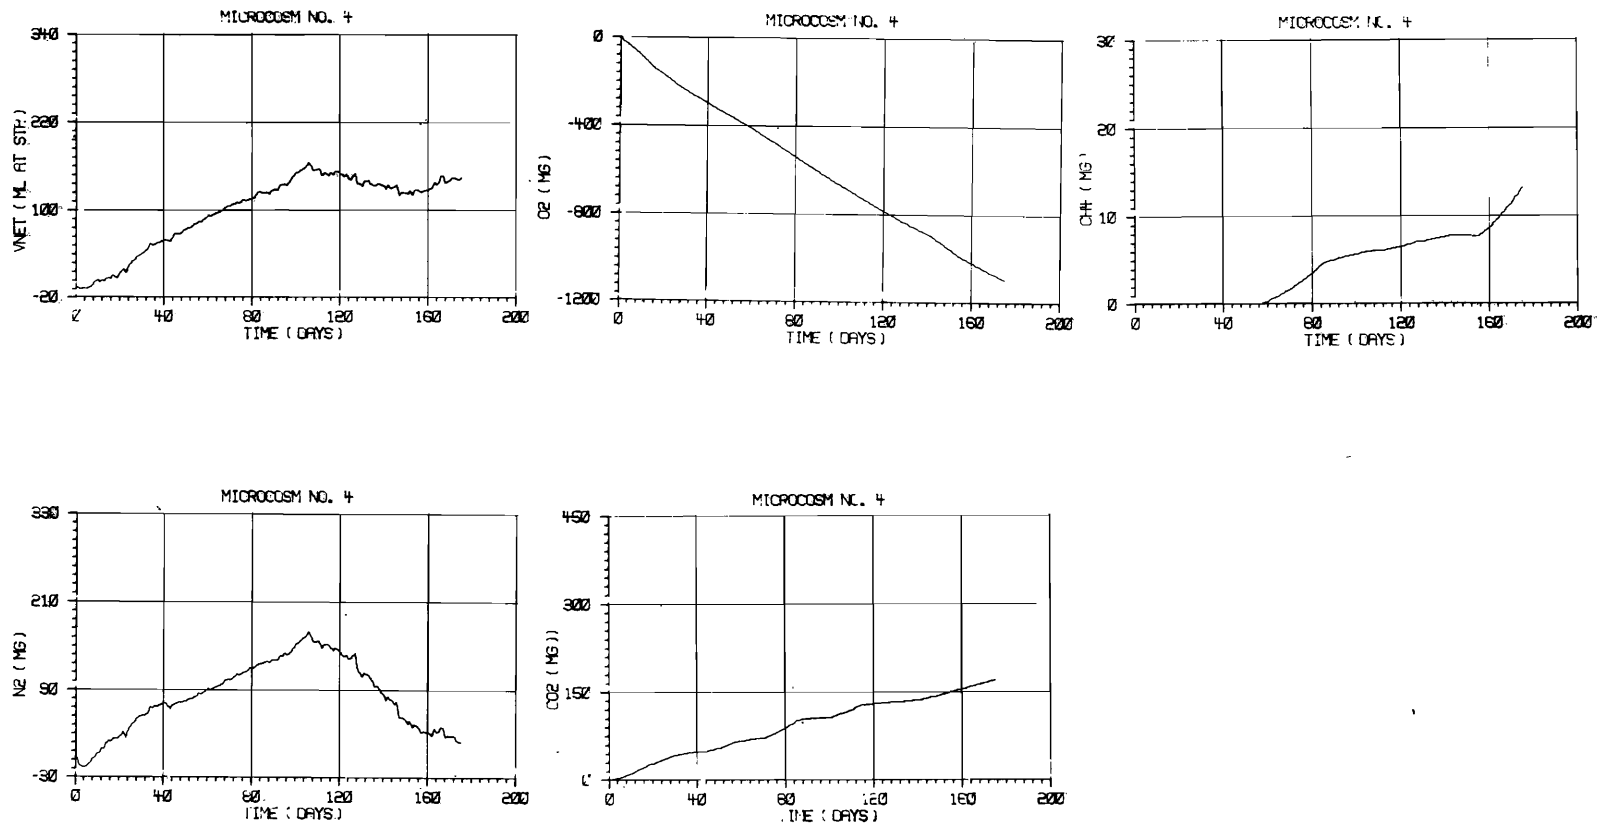 MICROCOSM NO. 4
340
220
100
-20
VNET ( ML AT STP )
0 40 80 120 160 200
TIME ( DAYS )
MICROCOSM NO. 4
0
-400
-800
-1200
O2 ( MG )
0 40 80 120 160 200
TIME ( DAYS )
MICROCOSM NO. 4
30
20
10
0
CH4 ( MG )
0 40 80 120 160 200
TIME ( DAYS )
MICROCOSM NO. 4
330
210
90
-30
N2 ( MG )
0 40 80 120 160 200
TIME ( DAYS )
MICROCOSM NO. 4
450
300
150
0
CO2 ( MG )
0 40 80 120 160 200
TIME ( DAYS )